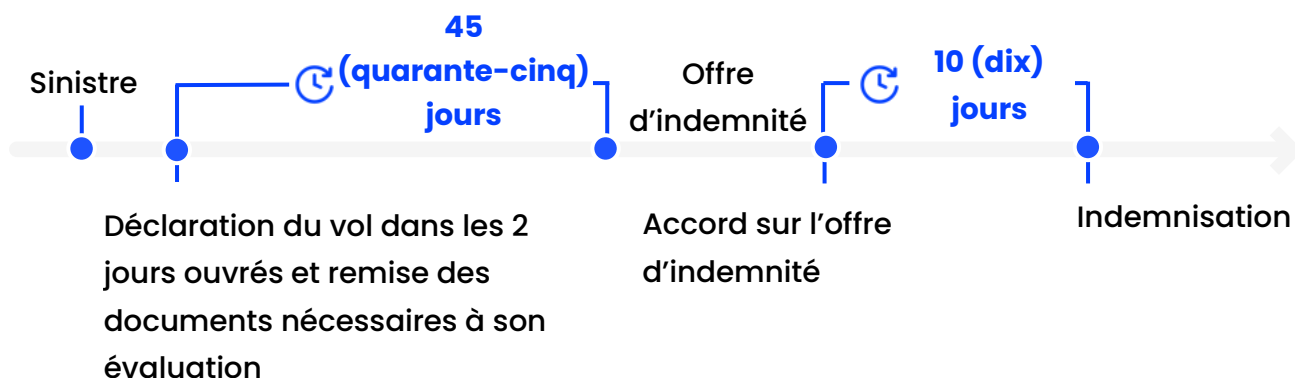 Sinistre
45
(quarante-cinq)
jours
Offre
d’indemnité
10 (dix)
jours
Déclaration du vol dans les 2
jours ouvrés et remise des
documents nécessaires à son
évaluation
Accord sur l’offre
d’indemnité
Indemnisation